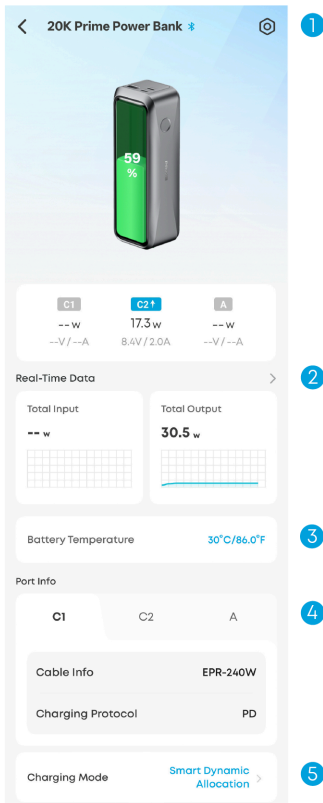 20K Prime Power Bank
1
59
%
C1 C2↑ A
-- w 17.3 w -- w
--V/--A 8.4V/2.0A --V/--A
Real-Time Data
2
Total Input Total Output
-- w 30.5 w
Battery Temperature 30°C/86.0°F
3
Port Info
C1 C2 A
4
Cable Info EPR-240W
Charging Protocol PD
Charging Mode Smart Dynamic
Allocation
5